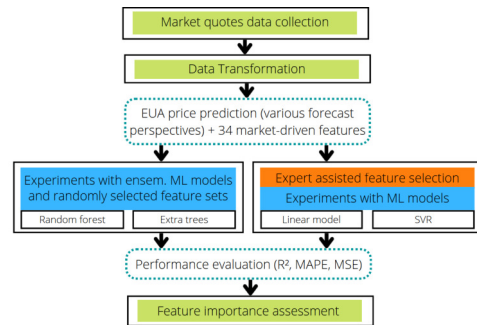 Market quotes data collection
Data Transformation
EUA price prediction (various forecast
perspectives) + 34 market-driven features
Experiments with ensem. ML models
and randomly selected feature sets
Random forest
Extra trees
Expert assisted feature selection
Experiments with ML models
Linear model
SVR
Performance evaluation (R², MAPE, MSE)
Feature importance assessment